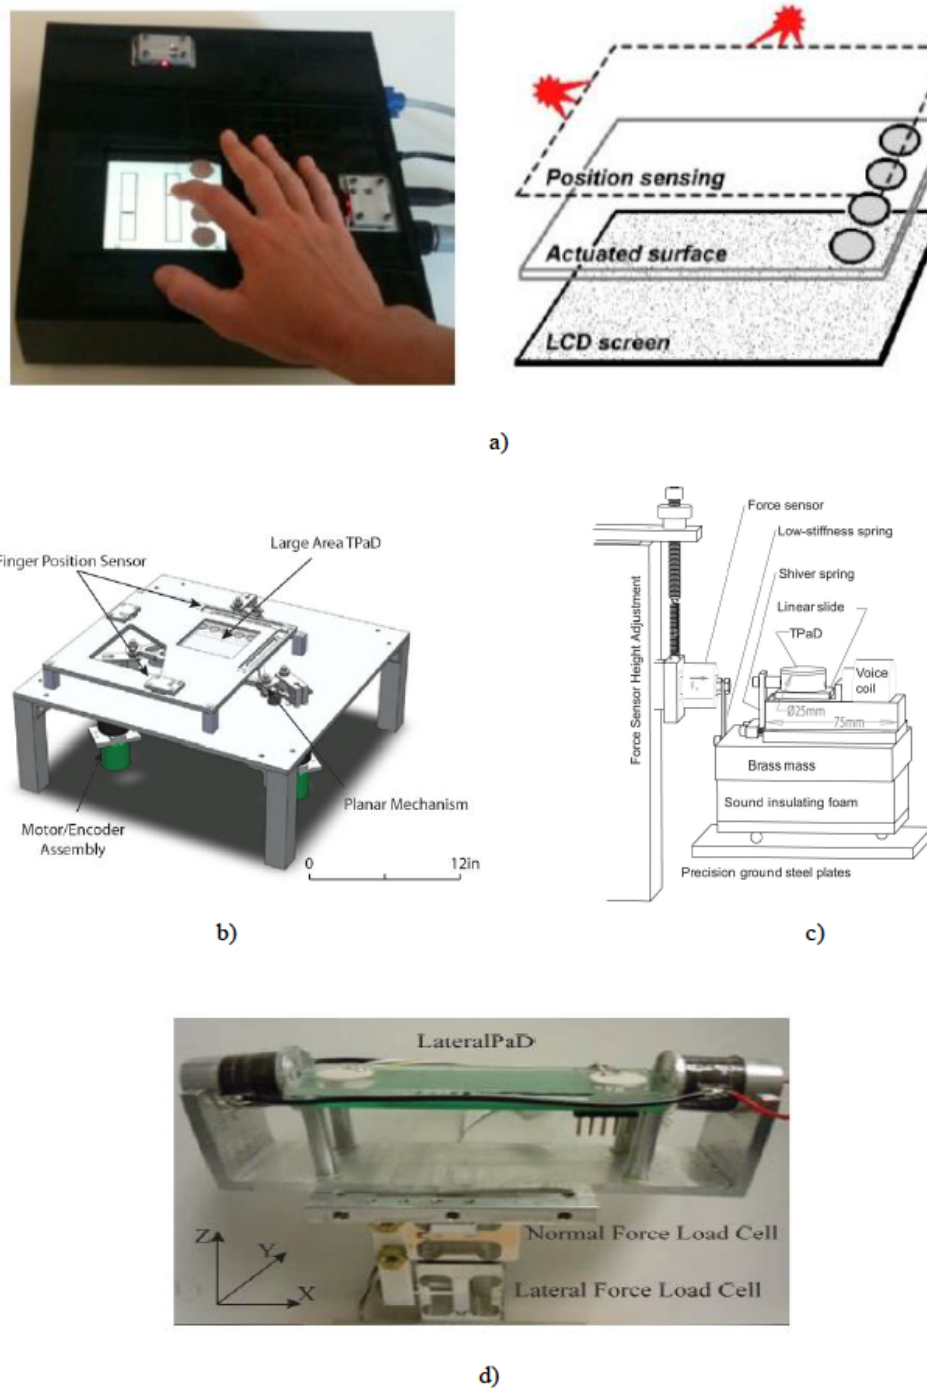 Position sensing
Actuated surface
LCD screen
a)
Large Area TPaD
Finger Position Sensor
Planar Mechanism
Motor/Encoder
Assembly
0
12in
b)
Force sensor
Low-stiffness spring
Shiver spring
Linear slide
TPaD
Voice
coil
Force Sensor Height Adjustment
Ø25mm
75mm
Brass mass
Sound insulating foam
Precision ground steel plates
c)
LateralPaD
Normal Force Load Cell
Lateral Force Load Cell
Z
Y
X
d)